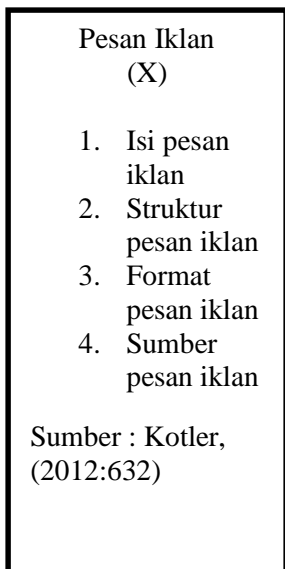 Pesan Iklan
(X)
1. Isi pesan
iklan
2. Struktur
pesan iklan
3. Format
pesan iklan
4. Sumber
pesan iklan
Sumber : Kotler,
(2012:632)